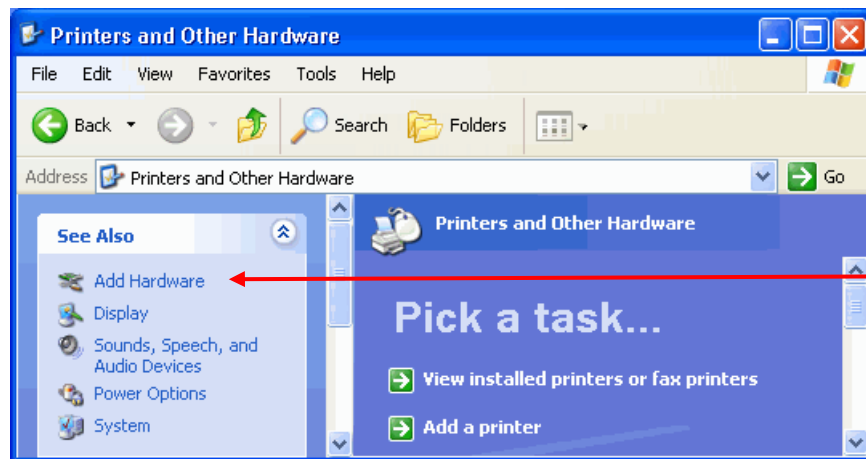 Printers and Other Hardware
File Edit View Favorites Tools Help
Back Search Folders
Address Printers and Other Hardware Go
See Also
Add Hardware
Display
Sounds, Speech, and
Audio Devices
Power Options
System
Printers and Other Hardware
Pick a task...
View installed printers or fax printers
Add a printer